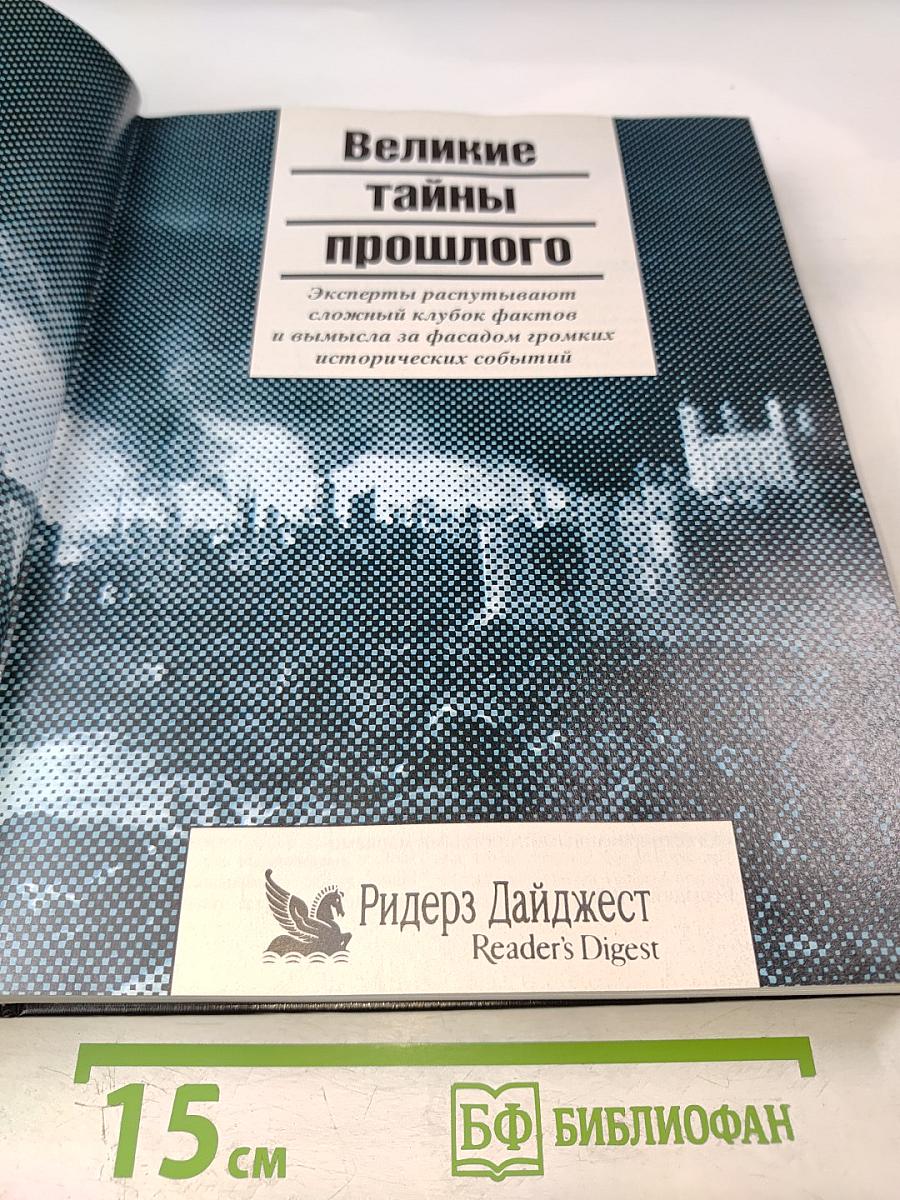 Великие
тайны
прошлого
Эксперты распутывают
сложный клубок фактов
и вымысла за фасадом громких
исторических событий
Ридерз Дайджест
Reader's Digest
15 см
БФ БИБЛИОФАН